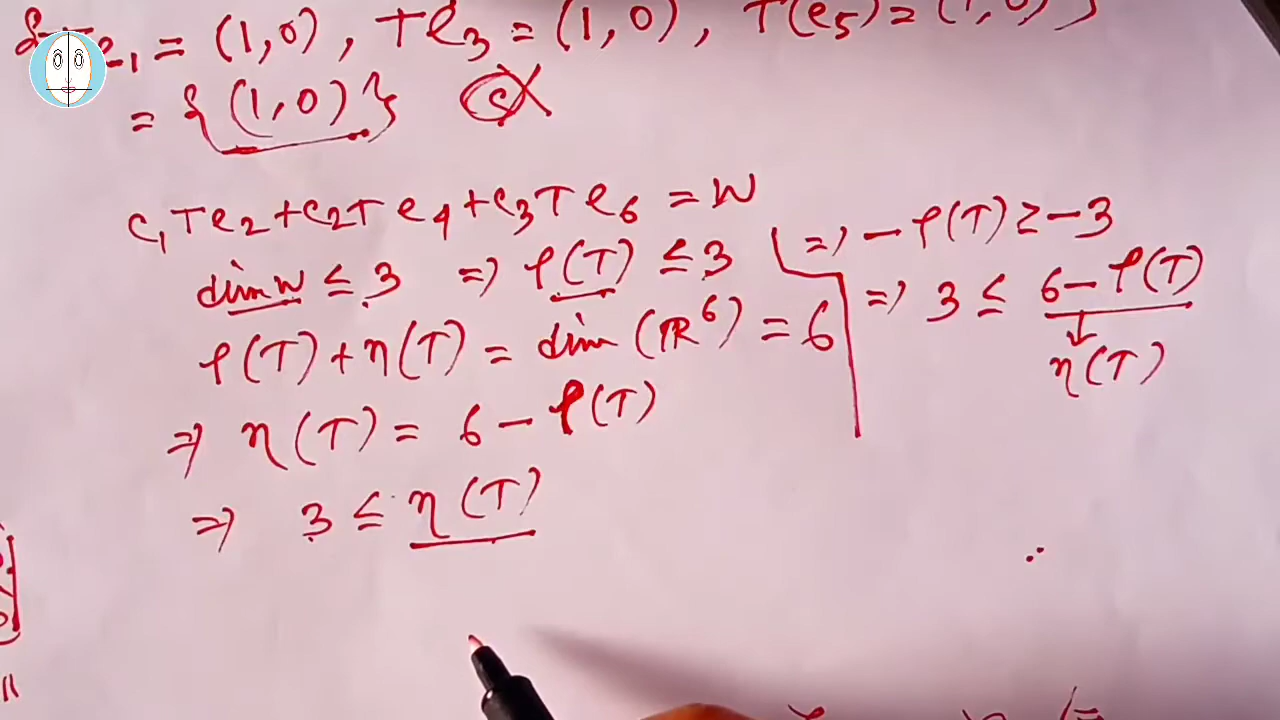 Te₁ = (1,0), Te₃ = (1,0), T(e₅) = (1,0)}
= {(1,0)}
c₁Te₂+c₂Te₄+c₃Te₆ = W
dim W ≤ 3 ⇒ ρ(T) ≤ 3
ρ(T)+η(T) = dim (ℝ⁶) = 6
⇒ η(T) = 6 − ρ(T)
⇒ 3 ≤ η(T)
⇒ −ρ(T) ≥ −3
⇒ 3 ≤ 6−ρ(T)
↓
η(T)